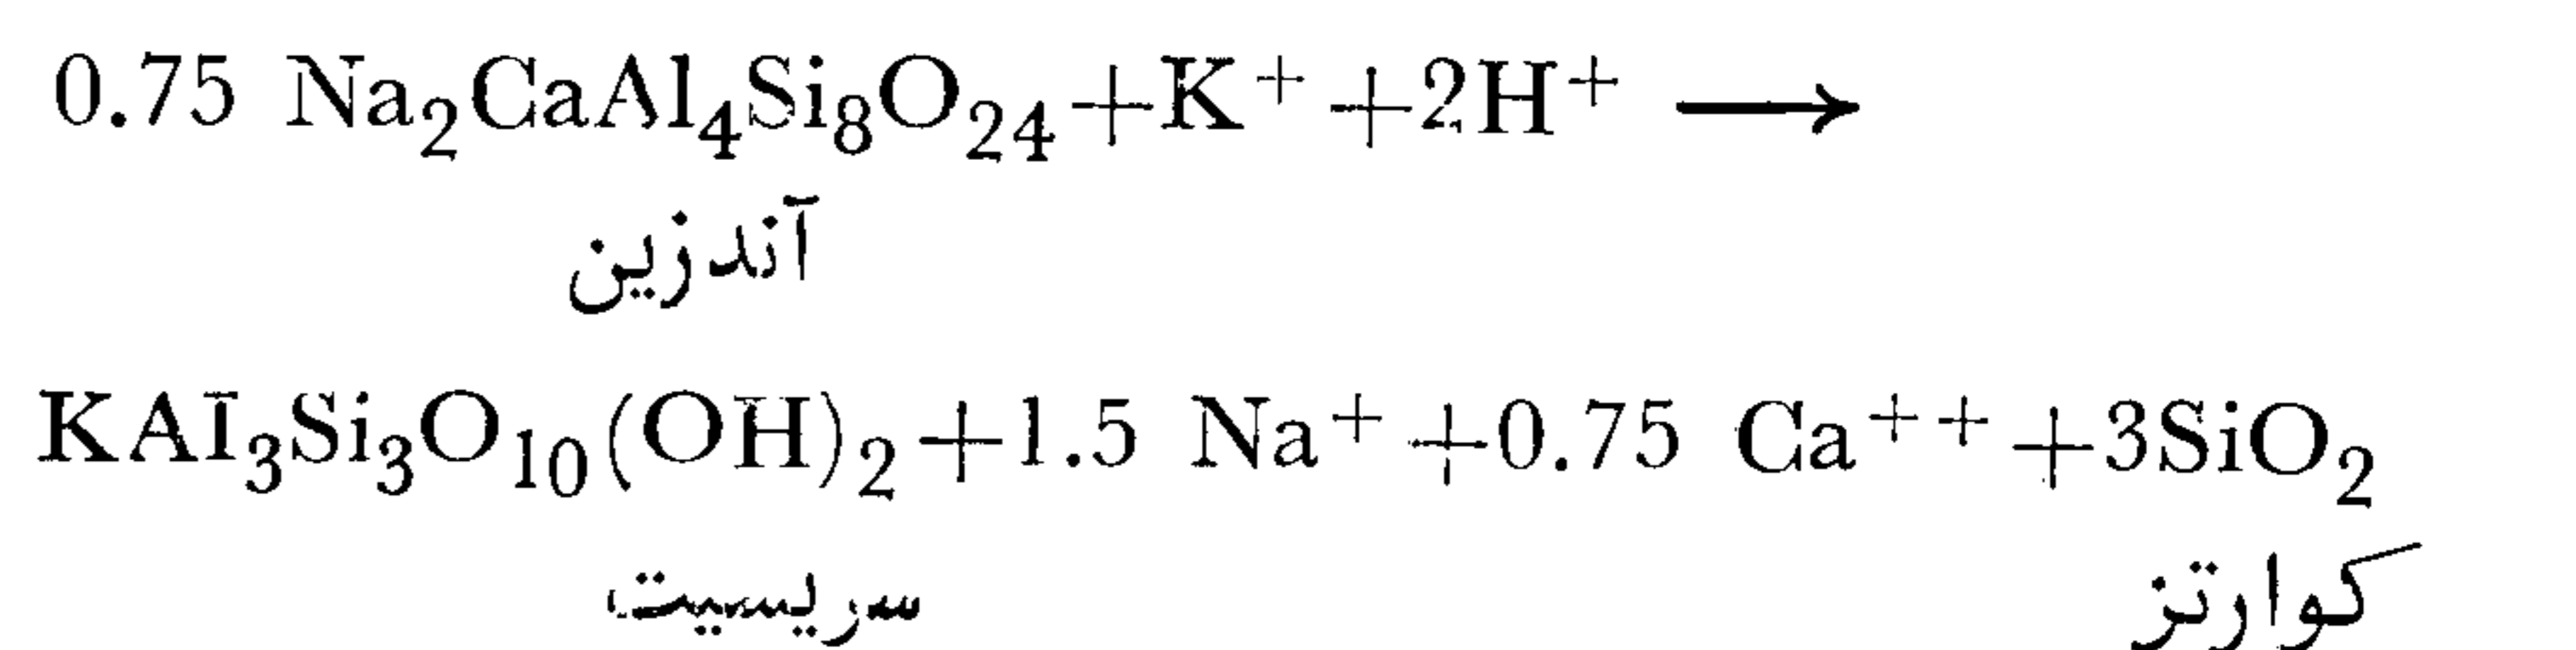 0.75 Na₂CaAl₄Si₈O₂₄+K⁺+2H⁺ ⟶
آندزین
KAl₃Si₃O₁₀(OH)₂+1.5 Na⁺+0.75 Ca⁺⁺+3SiO₂
سریسیت کوارتز